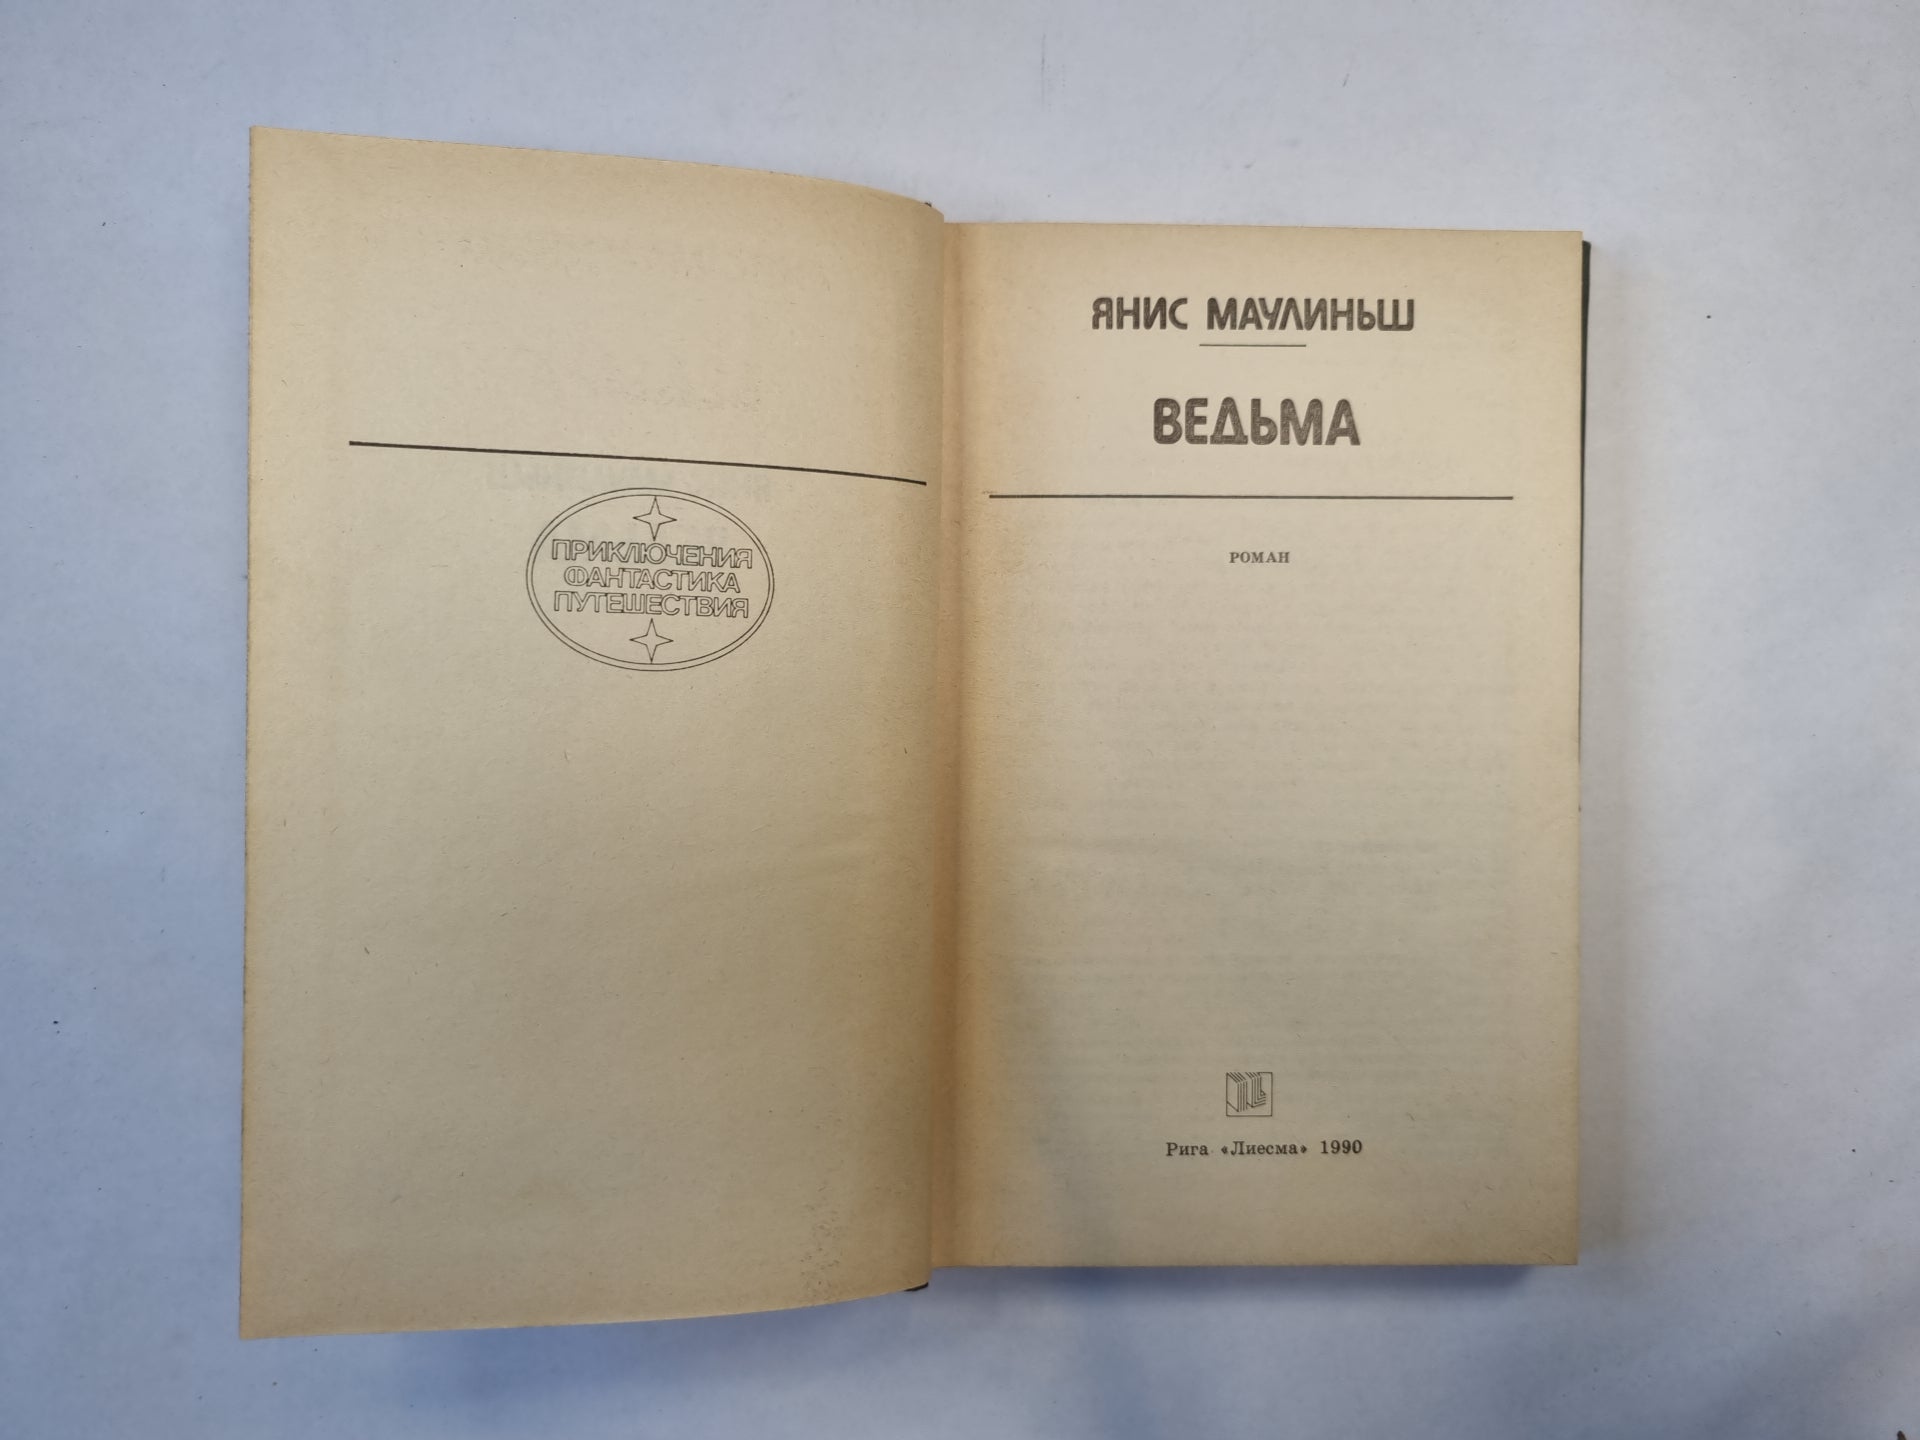 ПРИКЛЮЧЕНИЯ
ФАНТАСТИКА
ПУТЕШЕСТВИЯ
ЯНИС МАУЛИНЬШ
ВЕДЬМА
РОМАН
Рига «Лиесма» 1990